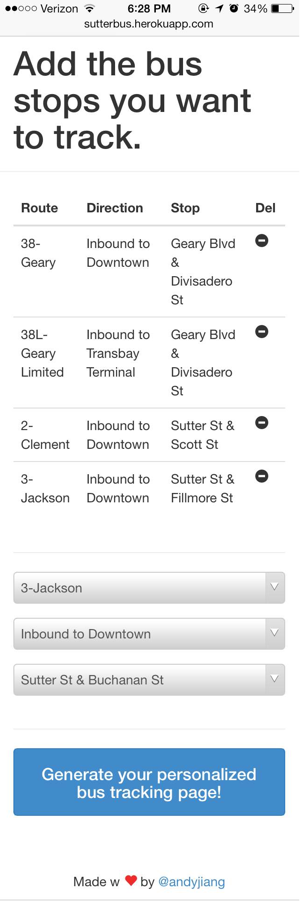 Verizon 6:28 PM 34%
sutterbus.herokuapp.com
Add the bus
stops you want
to track.
Route Direction Stop Del
38-
Geary
Inbound to
Downtown
Geary Blvd
&
Divisadero
St
38L-
Geary
Limited
Inbound to
Transbay
Terminal
Geary Blvd
&
Divisadero
St
2-
Clement
Inbound to
Downtown
Sutter St &
Scott St
3-
Jackson
Inbound to
Downtown
Sutter St &
Fillmore St
3-Jackson
Inbound to Downtown
Sutter St & Buchanan St
Generate your personalized
bus tracking page!
Made w ❤ by @andyjiang